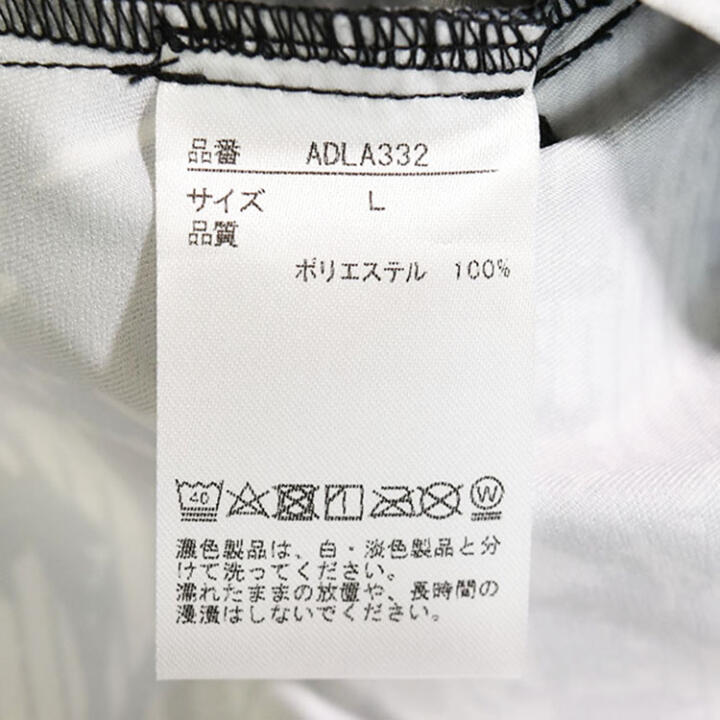 品番 ADLA332
サイズ L
品質
ポリエステル 100%
40 W
濃色製品は、白・淡色製品と分
けて洗ってください。
濡れたままの放置や、長時間の
浸漬はしないでください。